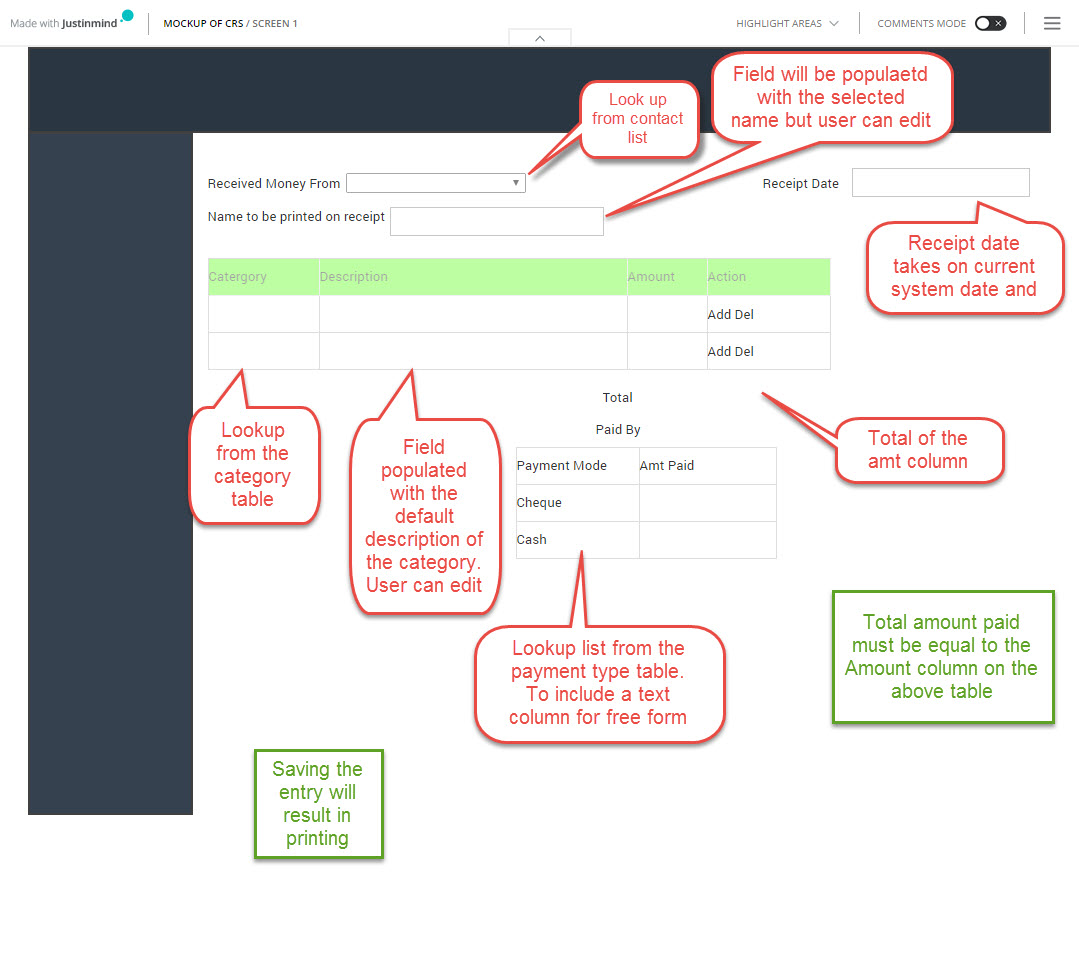 Made with Justinmind
MOCKUP OF CRS / SCREEN 1
HIGHLIGHT AREAS
COMMENTS MODE
Look up
from contact
list
Field will be populaetd
with the selected
name but user can edit
Received Money From
Receipt Date
Name to be printed on receipt
Receipt date
takes on current
system date and
Catergory Description Amount Action
Add Del
Add Del
Total
Paid By
Lookup
from the
category
table
Field
populated
with the
default
description of
the category.
User can edit
Total of the
amt column
Payment Mode Amt Paid
Cheque
Cash
Lookup list from the
payment type table.
To include a text
column for free form
Total amount paid
must be equal to the
Amount column on the
above table
Saving the
entry will
result in
printing